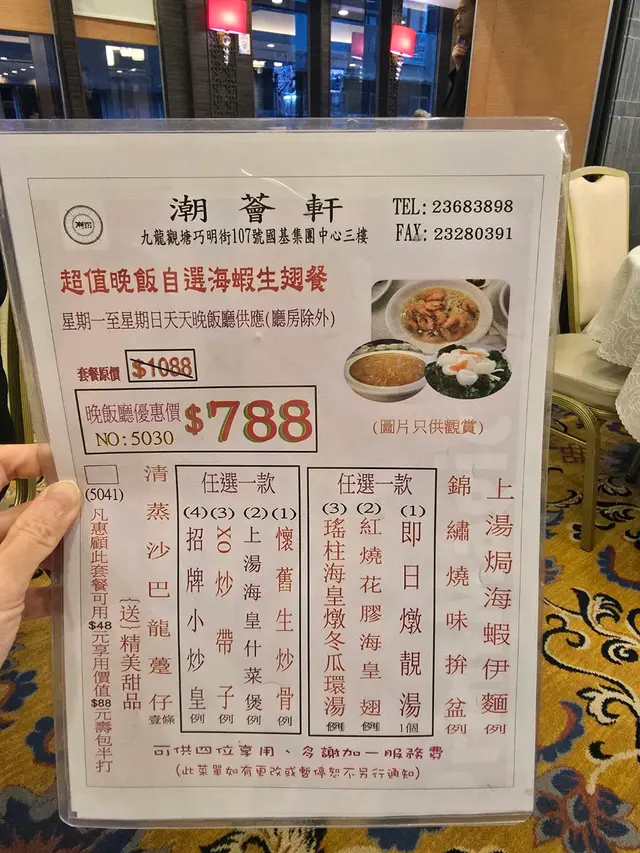 潮薈軒
九龍觀塘巧明街107號國基集團中心三樓
TEL: 23683898
FAX: 23280391
超值晚飯自選海蝦生翅餐
星期一至星期日天天晚飯廳供應(廳房除外)
套餐原價 $1088
晚飯廳優惠價 $788
NO: 5030
(圖片只供觀賞)
上湯焗海蝦伊麵 例
錦繡燒味拚盆 例
任選一款
(1) 即日燉靚湯 1個
(2) 紅燒花膠海皇翅 例
(3) 瑤柱海皇燉冬瓜環湯 例
任選一款
(1) 懷舊生炒骨 例
(2) 上湯海皇什菜煲 例
(3) XO炒帶子 例
(4) 招牌小炒皇 例
清蒸沙巴龍躉仔 壹條
(送)精美甜品
(5041)
凡惠顧此套餐可用$48元享用價值$88元壽包半打
可供四位享用、多謝加一服務費
(此菜單如有更改或暫停恕不另行通知)